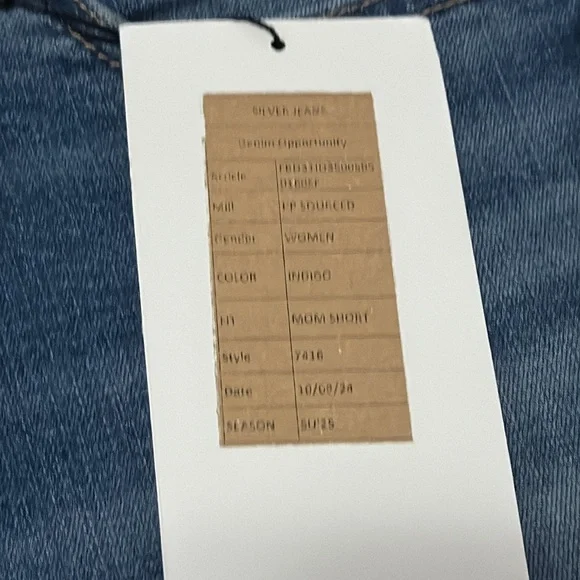 SILVER JEANS
Denim Opportunity
Article
Mill FP SOURCED
Gender WOMEN
COLOR INDIGO
FIT MOM SHORT
Style 7416
Date 10/08/24
SEASON SU'25